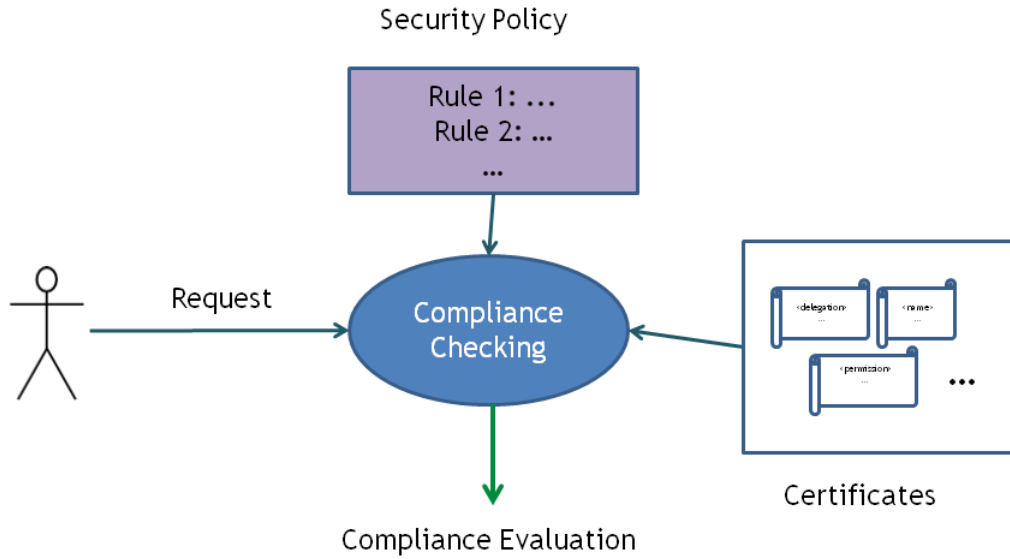 Security Policy
Rule 1: ...
Rule 2: ...
...
Request
Compliance
Checking
<delegation>
...
<name>
...
<permission>
...
...
Certificates
Compliance Evaluation